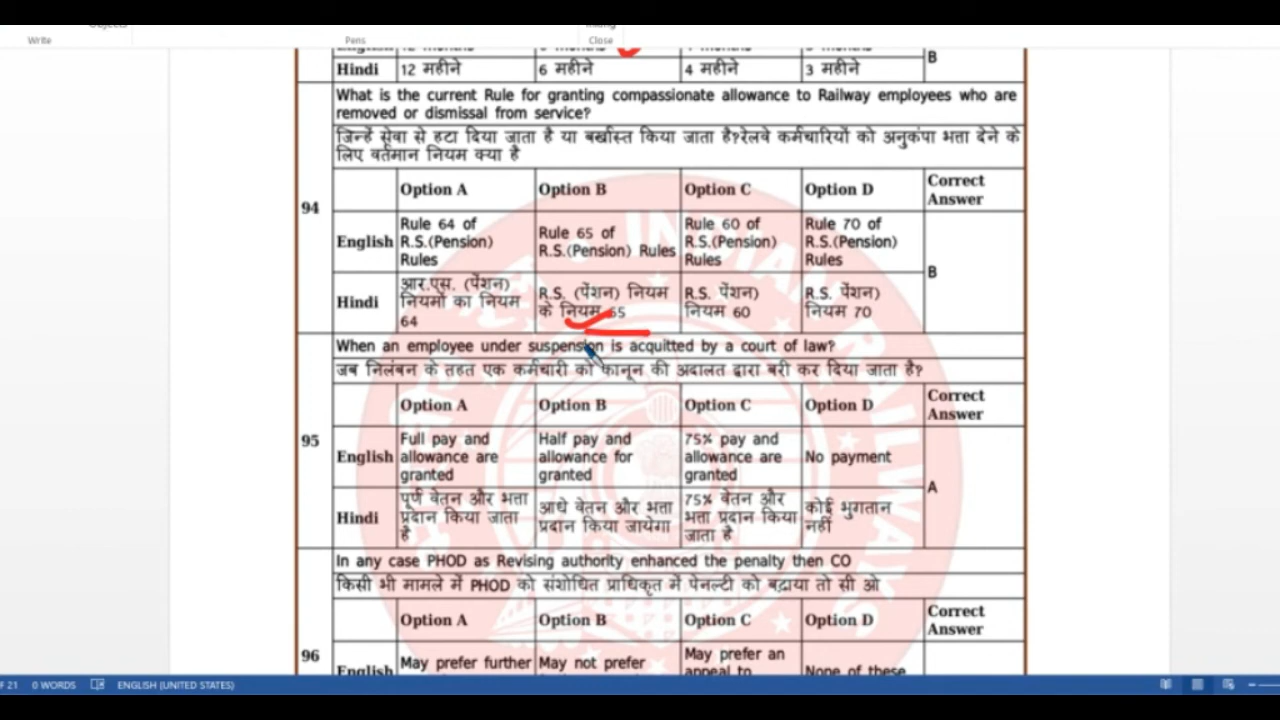 Write
Pens
Close
B
Hindi 12 महीने 6 महीने 4 महीने 3 महीने
What is the current Rule for granting compassionate allowance to Railway employees who are
removed or dismissal from service?
जिन्हें सेवा से हटा दिया जाता है या बर्खास्त किया जाता है?रेलवे कर्मचारियों को अनुकंपा भत्ता देने के
लिए वर्तमान नियम क्या है
94
Option A Option B Option C Option D Correct
Answer
English
Rule 64 of
R.S.(Pension)
Rules
Rule 65 of
R.S.(Pension) Rules
Rule 60 of
R.S.(Pension)
Rules
Rule 70 of
R.S.(Pension)
Rules
B
Hindi
आर.एस. (पेंशन)
नियमों का नियम
64
R.S. (पेंशन) नियम
के नियम 65
R.S. पेंशन)
नियम 60
R.S. पेंशन)
नियम 70
When an employee under suspension is acquitted by a court of law?
जब निलंबन के तहत एक कर्मचारी को कानून की अदालत द्वारा बरी कर दिया जाता है?
95
Option A Option B Option C Option D Correct
Answer
English
Full pay and
allowance are
granted
Half pay and
allowance for
granted
75% pay and
allowance are
granted
No payment
A
Hindi
पूर्ण वेतन और भत्ता
प्रदान किया जाता
है
आधे वेतन और भत्ता
प्रदान किया जायेगा
75% वेतन और
भत्ता प्रदान किया
जाता है
कोई भुगतान
नहीं
In any case PHOD as Revising authority enhanced the penalty then CO
किसी भी मामले में PHOD को संशोधित प्राधिकृत में पेनल्टी को बढ़ाया तो सी ओ
96
Option A Option B Option C Option D Correct
Answer
English
May prefer further
May not prefer
May prefer an
appeal to
None of these
OF 21 0 WORDS ENGLISH (UNITED STATES)